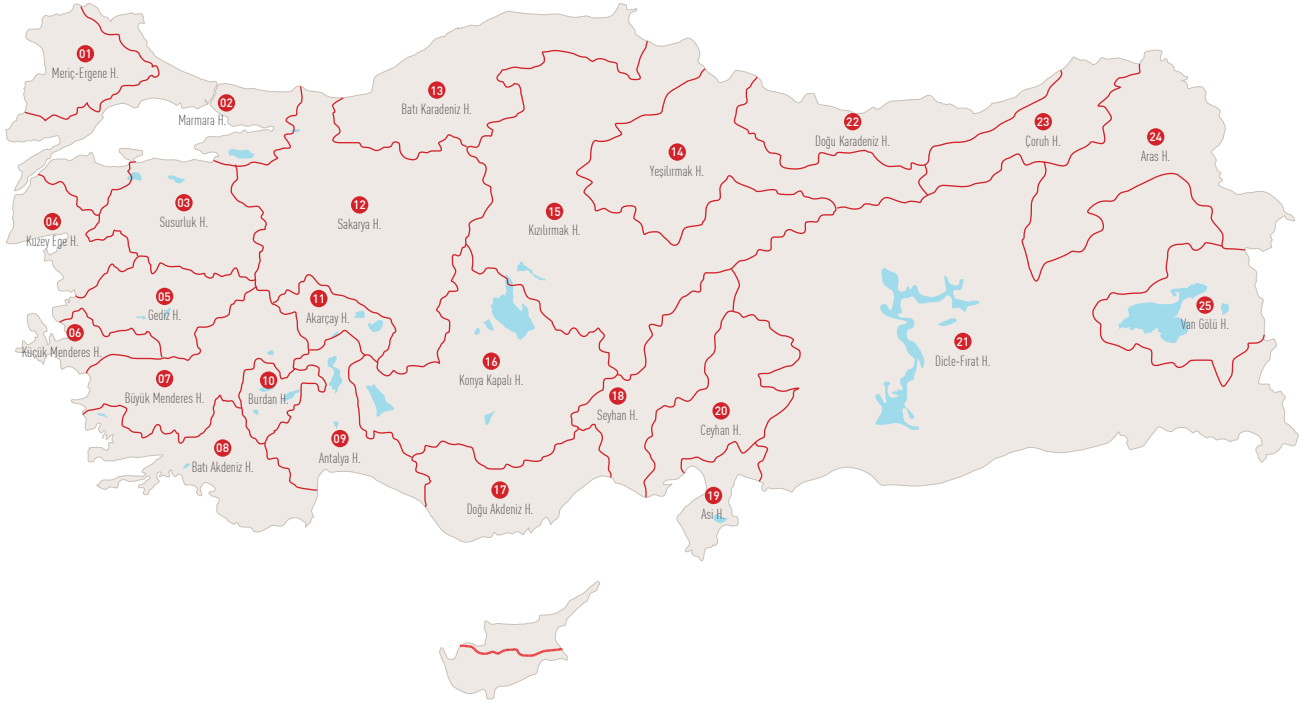 01
Meriç-Ergene H.
02
Marmara H.
03
Susurluk H.
04
Kuzey Ege H.
05
Gediz H.
06
Küçük Menderes H.
07
Büyük Menderes H.
08
Batı Akdeniz H.
09
Antalya H.
10
Burdan H.
11
Akarçay H.
12
Sakarya H.
13
Batı Karadeniz H.
14
Yeşilırmak H.
15
Kızılırmak H.
16
Konya Kapalı H.
17
Doğu Akdeniz H.
18
Seyhan H.
19
Asi H.
20
Ceyhan H.
21
Dicle-Fırat H.
22
Doğu Karadeniz H.
23
Çoruh H.
24
Aras H.
25
Van Gölü H.